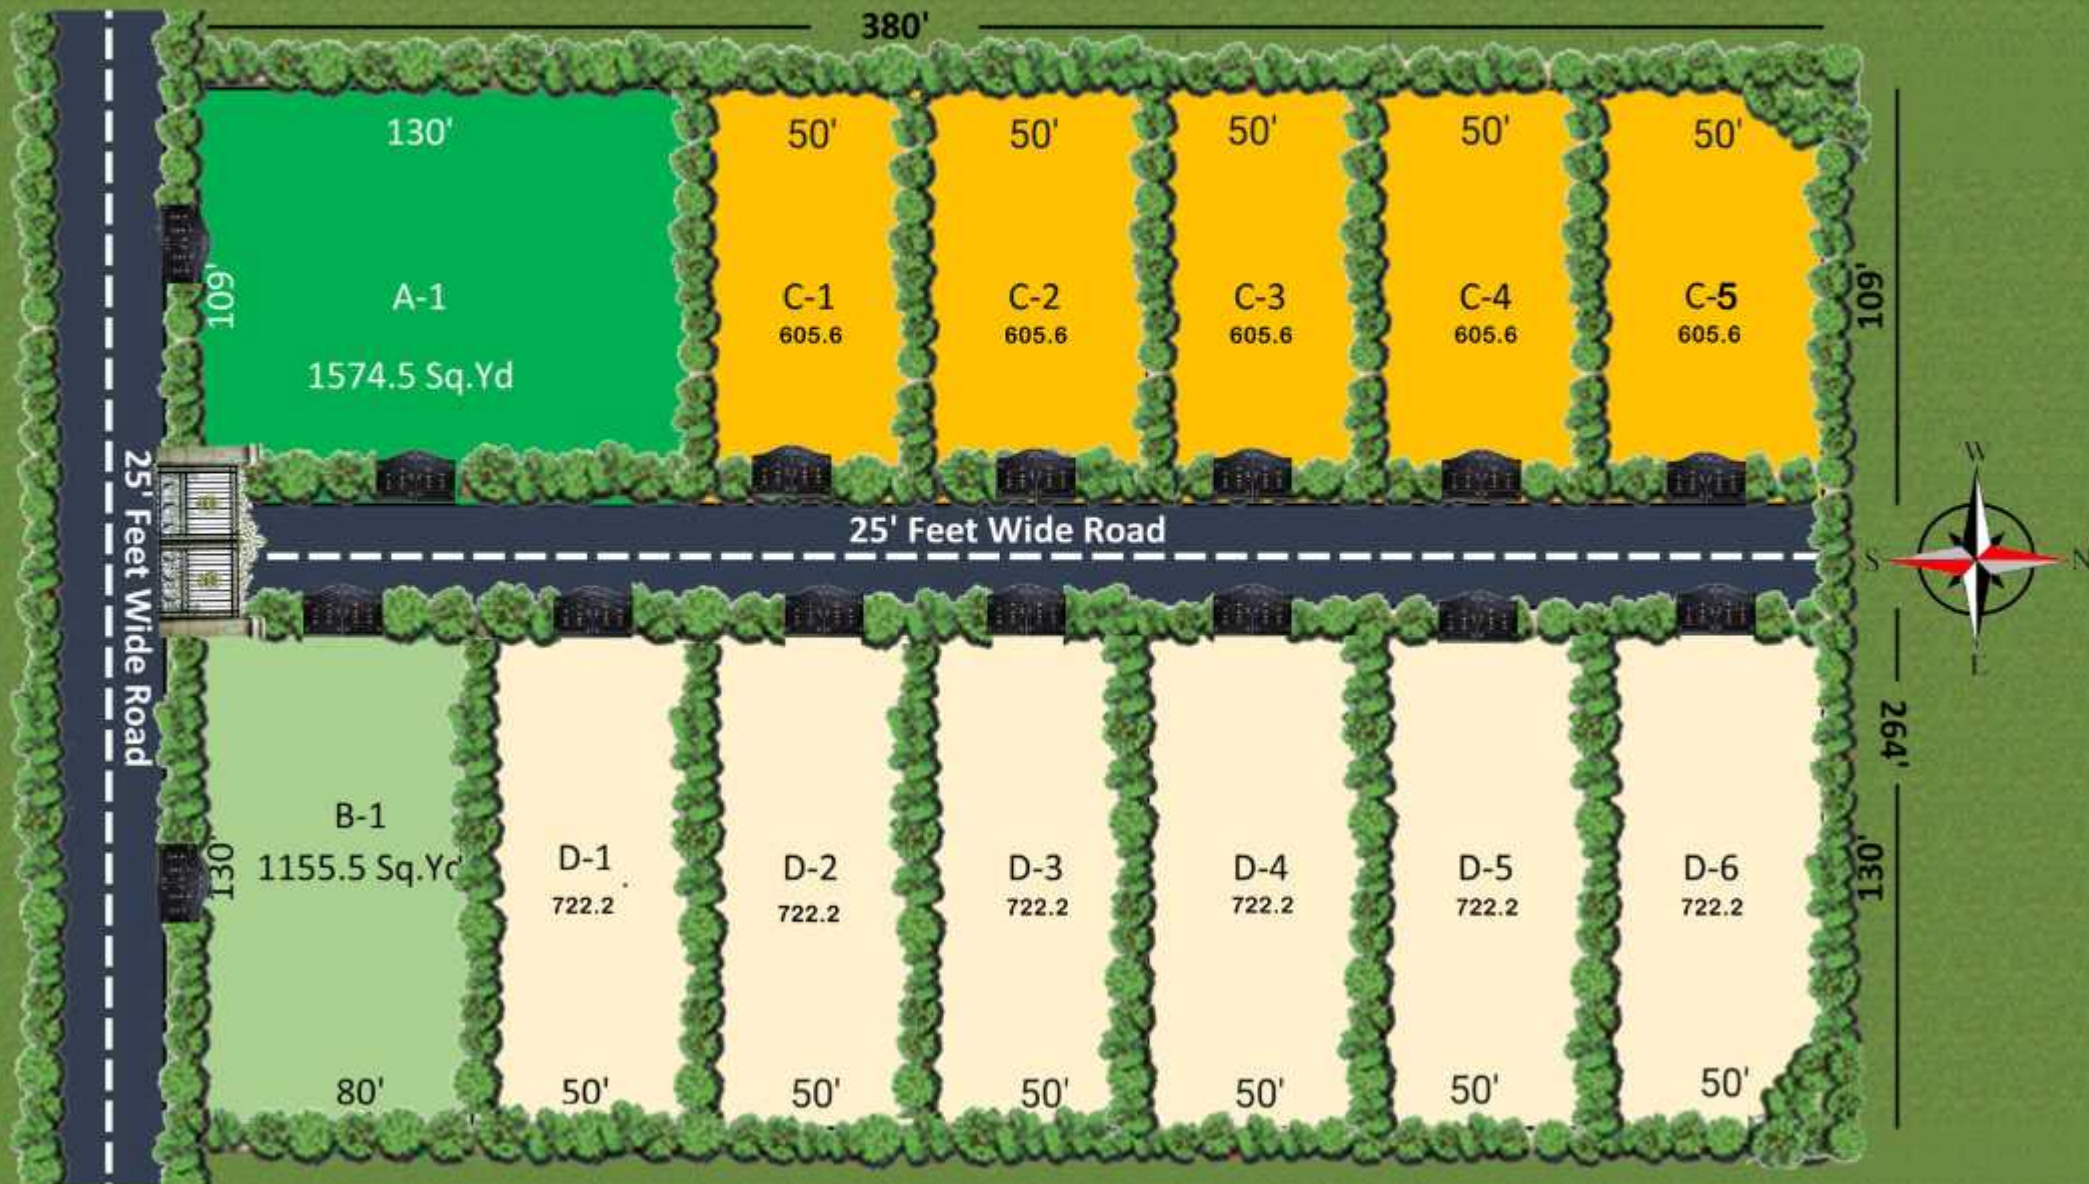 380'
130'
50'
50'
50'
50'
50'
109'
A-1
1574.5 Sq.Yd
C-1
605.6
C-2
605.6
C-3
605.6
C-4
605.6
C-5
605.6
109'
25' Feet Wide Road
25' Feet Wide Road
W
S
N
E
264'
130'
B-1
1155.5 Sq.Yd
D-1
722.2
D-2
722.2
D-3
722.2
D-4
722.2
D-5
722.2
D-6
722.2
130'
80'
50'
50'
50'
50'
50'
50'